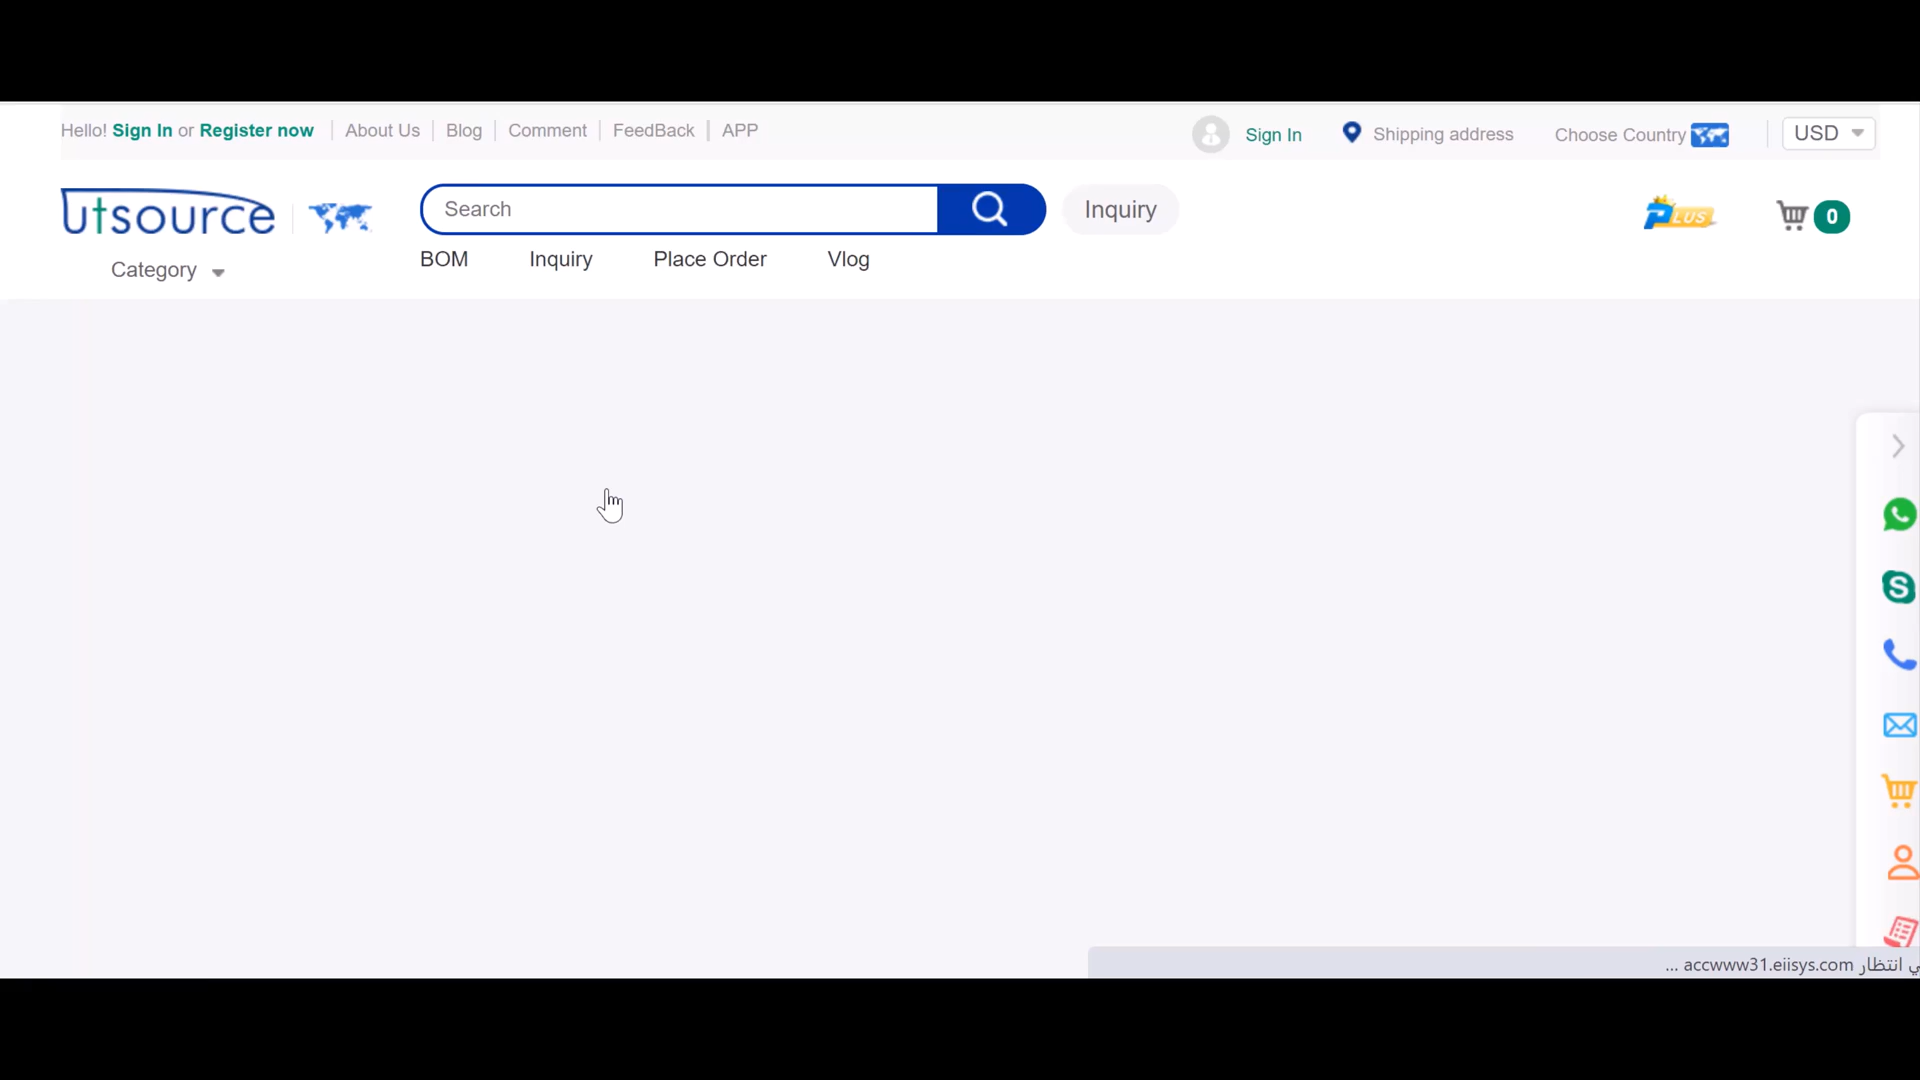 Hello! Sign In or Register now | About Us | Blog | Comment | FeedBack | APP
Sign In Shipping address Choose Country USD
utsource Search Inquiry PLUS 0
BOM Inquiry Place Order Vlog
Category
ي انتظار accwww31.eiisys.com ...